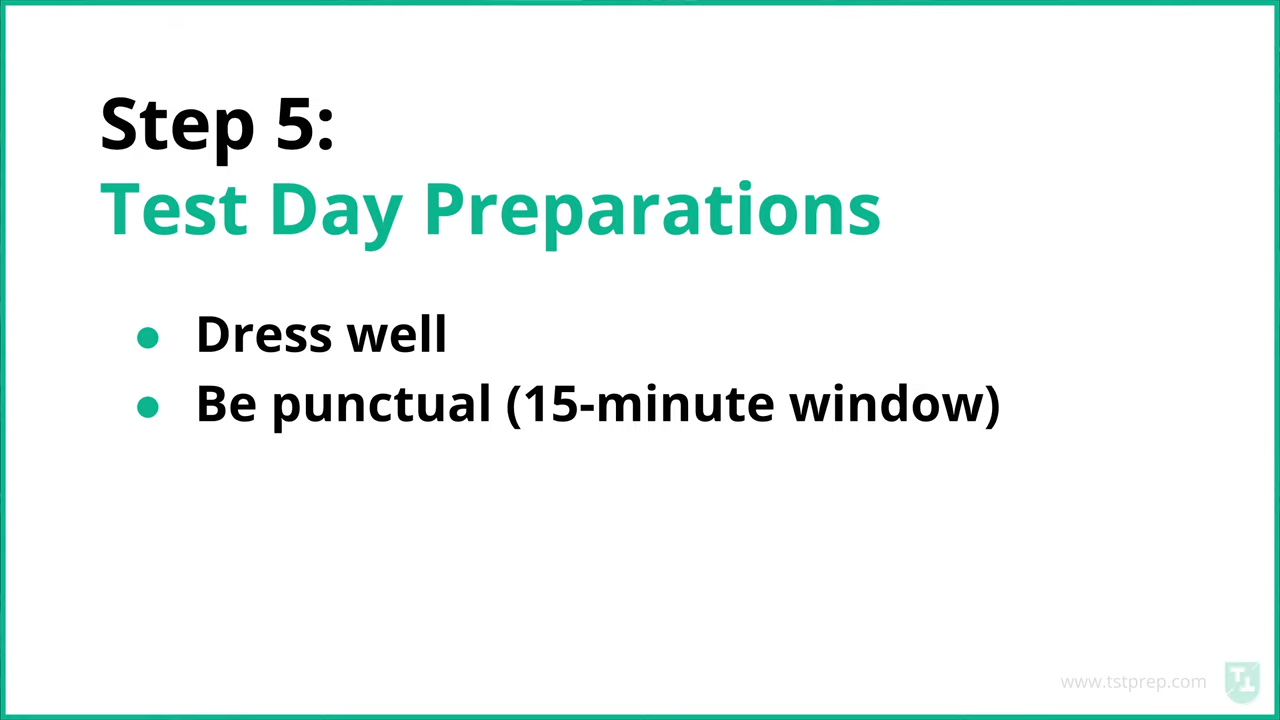 Step 5:
Test Day Preparations
● Dress well
● Be punctual (15-minute window)
www.tstprep.com